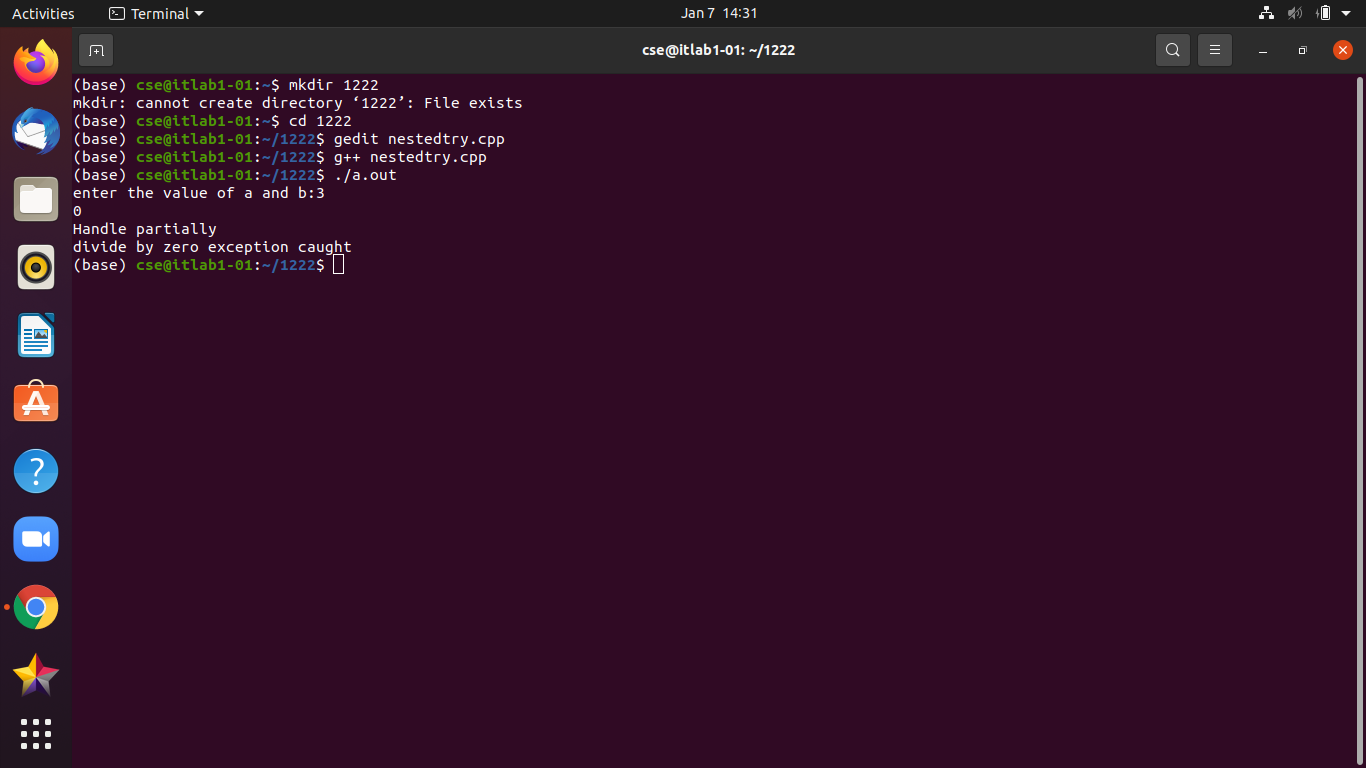 Activities
Terminal
Jan 7 14:31
cse@itlab1-01: ~/1222
(base) cse@itlab1-01:~$ mkdir 1222
mkdir: cannot create directory ‘1222’: File exists
(base) cse@itlab1-01:~$ cd 1222
(base) cse@itlab1-01:~/1222$ gedit nestedtry.cpp
(base) cse@itlab1-01:~/1222$ g++ nestedtry.cpp
(base) cse@itlab1-01:~/1222$ ./a.out
enter the value of a and b:3
0
Handle partially
divide by zero exception caught
(base) cse@itlab1-01:~/1222$